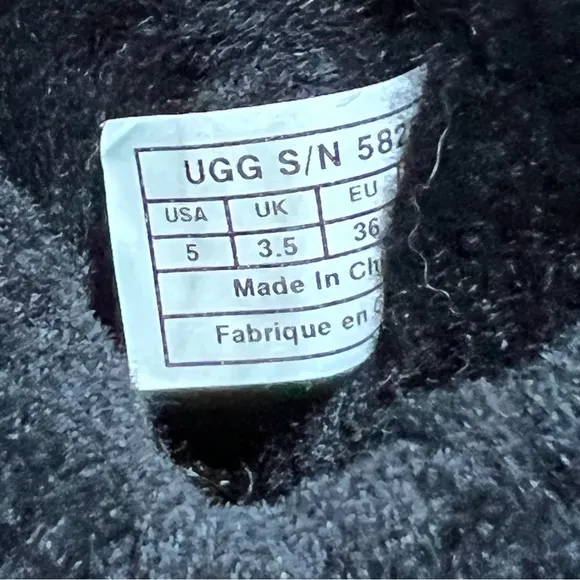 UGG S/N 582
USA UK EU
5 3.5 36
Made In Ch
Fabrique en